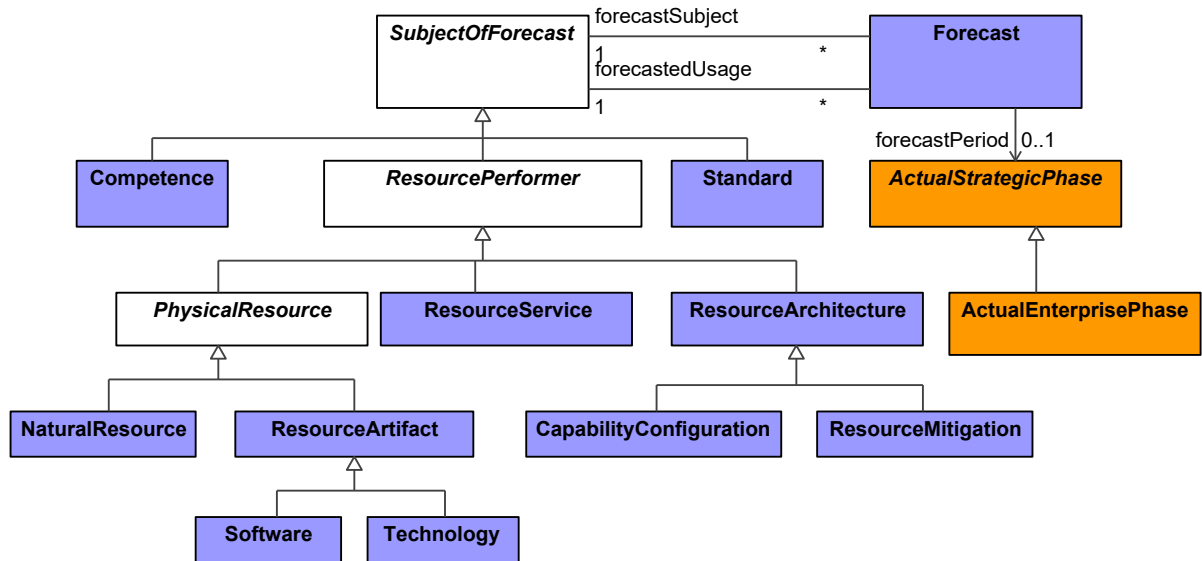 forecastSubject
SubjectOfForecast
Forecast
1
*
forecastedUsage
1
*
forecastPeriod
0..1
Competence
ResourcePerformer
Standard
ActualStrategicPhase
PhysicalResource
ResourceService
ResourceArchitecture
ActualEnterprisePhase
NaturalResource
ResourceArtifact
CapabilityConfiguration
ResourceMitigation
Software
Technology